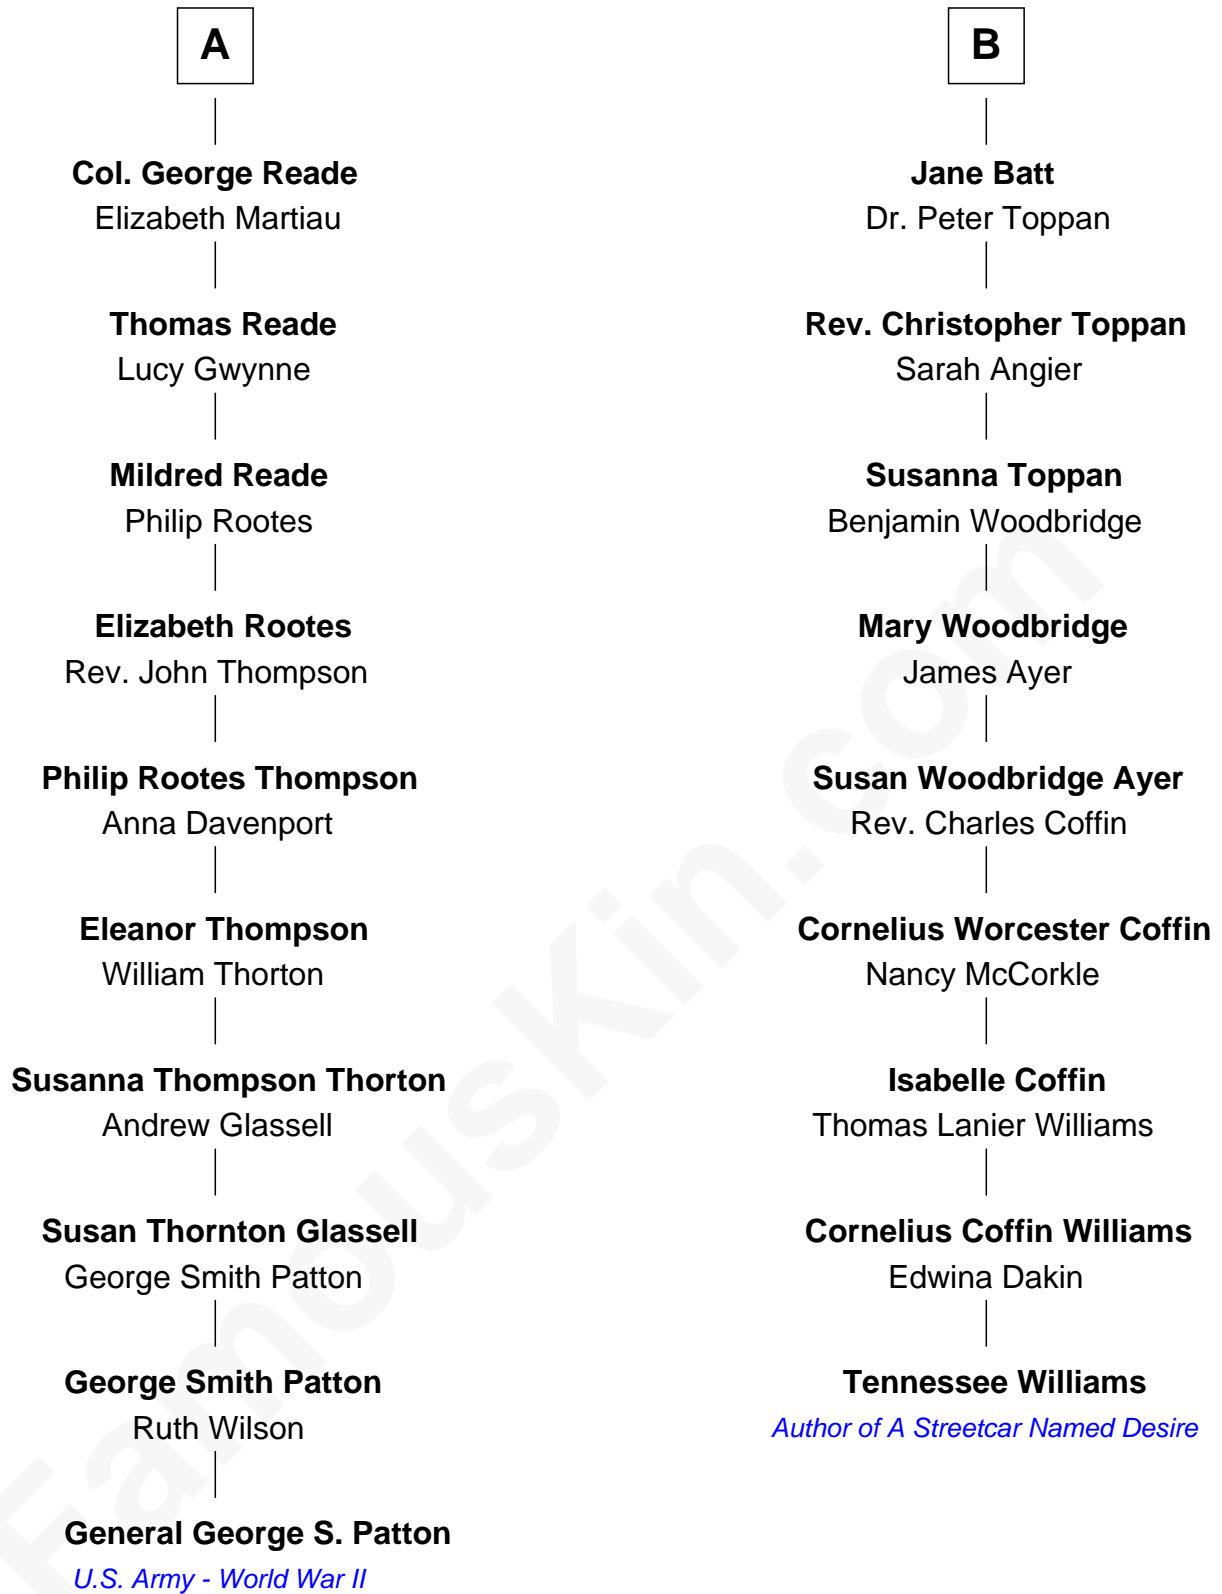 A
Col. George Reade
Elizabeth Martiau
Thomas Reade
Lucy Gwynne
Mildred Reade
Philip Rootes
Elizabeth Rootes
Rev. John Thompson
Philip Rootes Thompson
Anna Davenport
Eleanor Thompson
William Thorton
Susanna Thompson Thorton
Andrew Glassell
Susan Thornton Glassell
George Smith Patton
George Smith Patton
Ruth Wilson
General George S. Patton
U.S. Army - World War II
B
Jane Batt
Dr. Peter Toppan
Rev. Christopher Toppan
Sarah Angier
Susanna Toppan
Benjamin Woodbridge
Mary Woodbridge
James Ayer
Susan Woodbridge Ayer
Rev. Charles Coffin
Cornelius Worcester Coffin
Nancy McCorkle
Isabelle Coffin
Thomas Lanier Williams
Cornelius Coffin Williams
Edwina Dakin
Tennessee Williams
Author of A Streetcar Named Desire
FamousKin.com